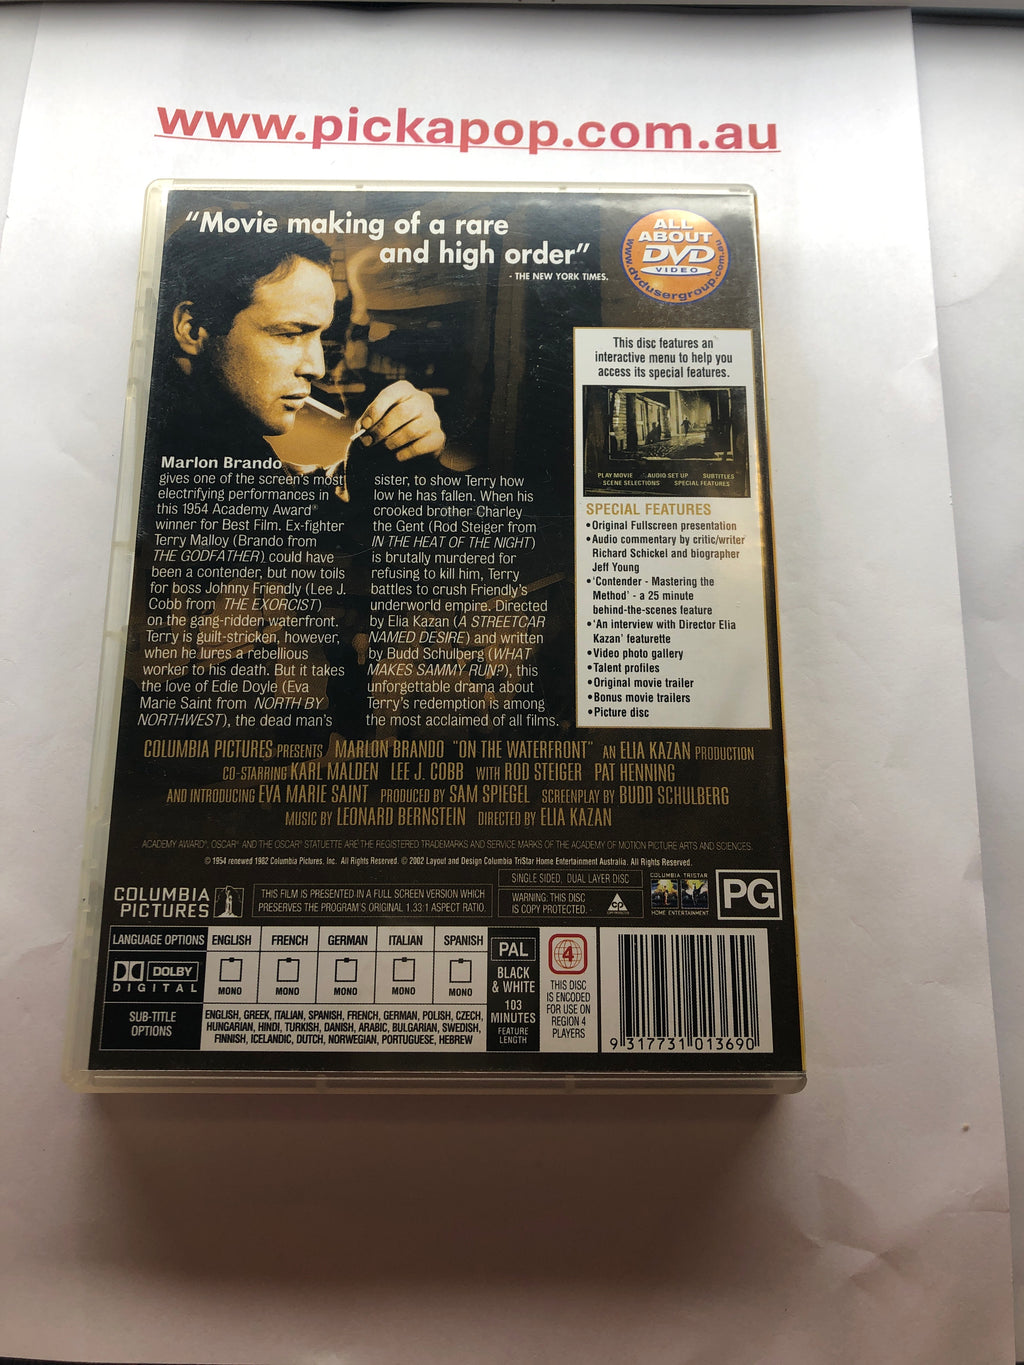 www.pickapop.com.au
"Movie making of a rare
and high order"
- THE NEW YORK TIMES.
ALL
ABOUT
DVD
VIDEO
www.dvdusergroup.com.au
This disc features an
interactive menu to help you
access its special features.
PLAY MOVIE AUDIO SET UP SUBTITLES
SCENE SELECTIONS SPECIAL FEATURES
SPECIAL FEATURES
•Original Fullscreen presentation
•Audio commentary by critic/writer
Richard Schickel and biographer
Jeff Young
•'Contender - Mastering the
Method' - a 25 minute
behind-the-scenes feature
•'An interview with Director Elia
Kazan' featurette
•Video photo gallery
•Talent profiles
•Original movie trailer
•Bonus movie trailers
•Picture disc
Marlon Brando
gives one of the screen's most
electrifying performances in
this 1954 Academy Award®
winner for Best Film. Ex-fighter
Terry Malloy (Brando from
THE GODFATHER) could have
been a contender, but now toils
for boss Johnny Friendly (Lee J.
Cobb from THE EXORCIST)
on the gang-ridden waterfront.
Terry is guilt-stricken, however,
when he lures a rebellious
worker to his death. But it takes
the love of Edie Doyle (Eva
Marie Saint from NORTH BY
NORTHWEST), the dead man's
sister, to show Terry how
low he has fallen. When his
crooked brother Charley
the Gent (Rod Steiger from
IN THE HEAT OF THE NIGHT)
is brutally murdered for
refusing to kill him, Terry
battles to crush Friendly's
underworld empire. Directed
by Elia Kazan (A STREETCAR
NAMED DESIRE) and written
by Budd Schulberg (WHAT
MAKES SAMMY RUN?), this
unforgettable drama about
Terry's redemption is among
the most acclaimed of all films.
COLUMBIA PICTURES PRESENTS MARLON BRANDO "ON THE WATERFRONT" AN ELIA KAZAN PRODUCTION
CO-STARRING KARL MALDEN LEE J. COBB WITH ROD STEIGER PAT HENNING
AND INTRODUCING EVA MARIE SAINT PRODUCED BY SAM SPIEGEL SCREENPLAY BY BUDD SCHULBERG
MUSIC BY LEONARD BERNSTEIN DIRECTED BY ELIA KAZAN
ACADEMY AWARD®, OSCAR® AND THE OSCAR® STATUETTE ARE THE REGISTERED TRADEMARKS AND SERVICE MARKS OF THE ACADEMY OF MOTION PICTURE ARTS AND SCIENCES.
© 1954 renewed 1982 Columbia Pictures, Inc. All Rights Reserved. © 2002 Layout and Design Columbia TriStar Home Entertainment Australia. All Rights Reserved.
COLUMBIA
PICTURES
THIS FILM IS PRESENTED IN A FULL SCREEN VERSION WHICH
PRESERVES THE PROGRAM'S ORIGINAL 1.33:1 ASPECT RATIO.
SINGLE SIDED, DUAL LAYER DISC
WARNING: THIS DISC
IS COPY PROTECTED.
CP
COLUMBIA TRISTAR
HOME ENTERTAINMENT
PG
LANGUAGE OPTIONS ENGLISH FRENCH GERMAN ITALIAN SPANISH
DOLBY
DIGITAL
MONO MONO MONO MONO MONO
SUB-TITLE
OPTIONS
ENGLISH, GREEK, ITALIAN, SPANISH, FRENCH, GERMAN, POLISH, CZECH,
HUNGARIAN, HINDI, TURKISH, DANISH, ARABIC, BULGARIAN, SWEDISH,
FINNISH, ICELANDIC, DUTCH, NORWEGIAN, PORTUGUESE, HEBREW
PAL
BLACK
& WHITE
103
MINUTES
FEATURE
LENGTH
4
THIS DISC
IS ENCODED
FOR USE ON
REGION 4
PLAYERS
9 317731 013690